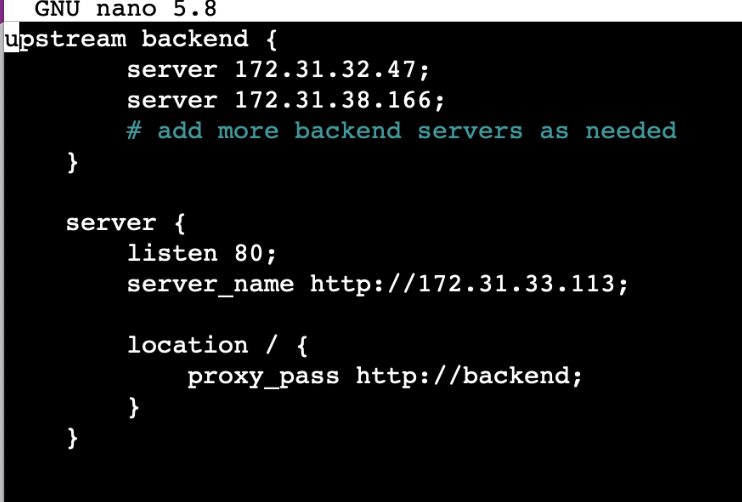 GNU nano 5.8
upstream backend {
server 172.31.32.47;
server 172.31.38.166;
# add more backend servers as needed
}
server {
listen 80;
server_name http://172.31.33.113;
location / {
proxy_pass http://backend;
}
}